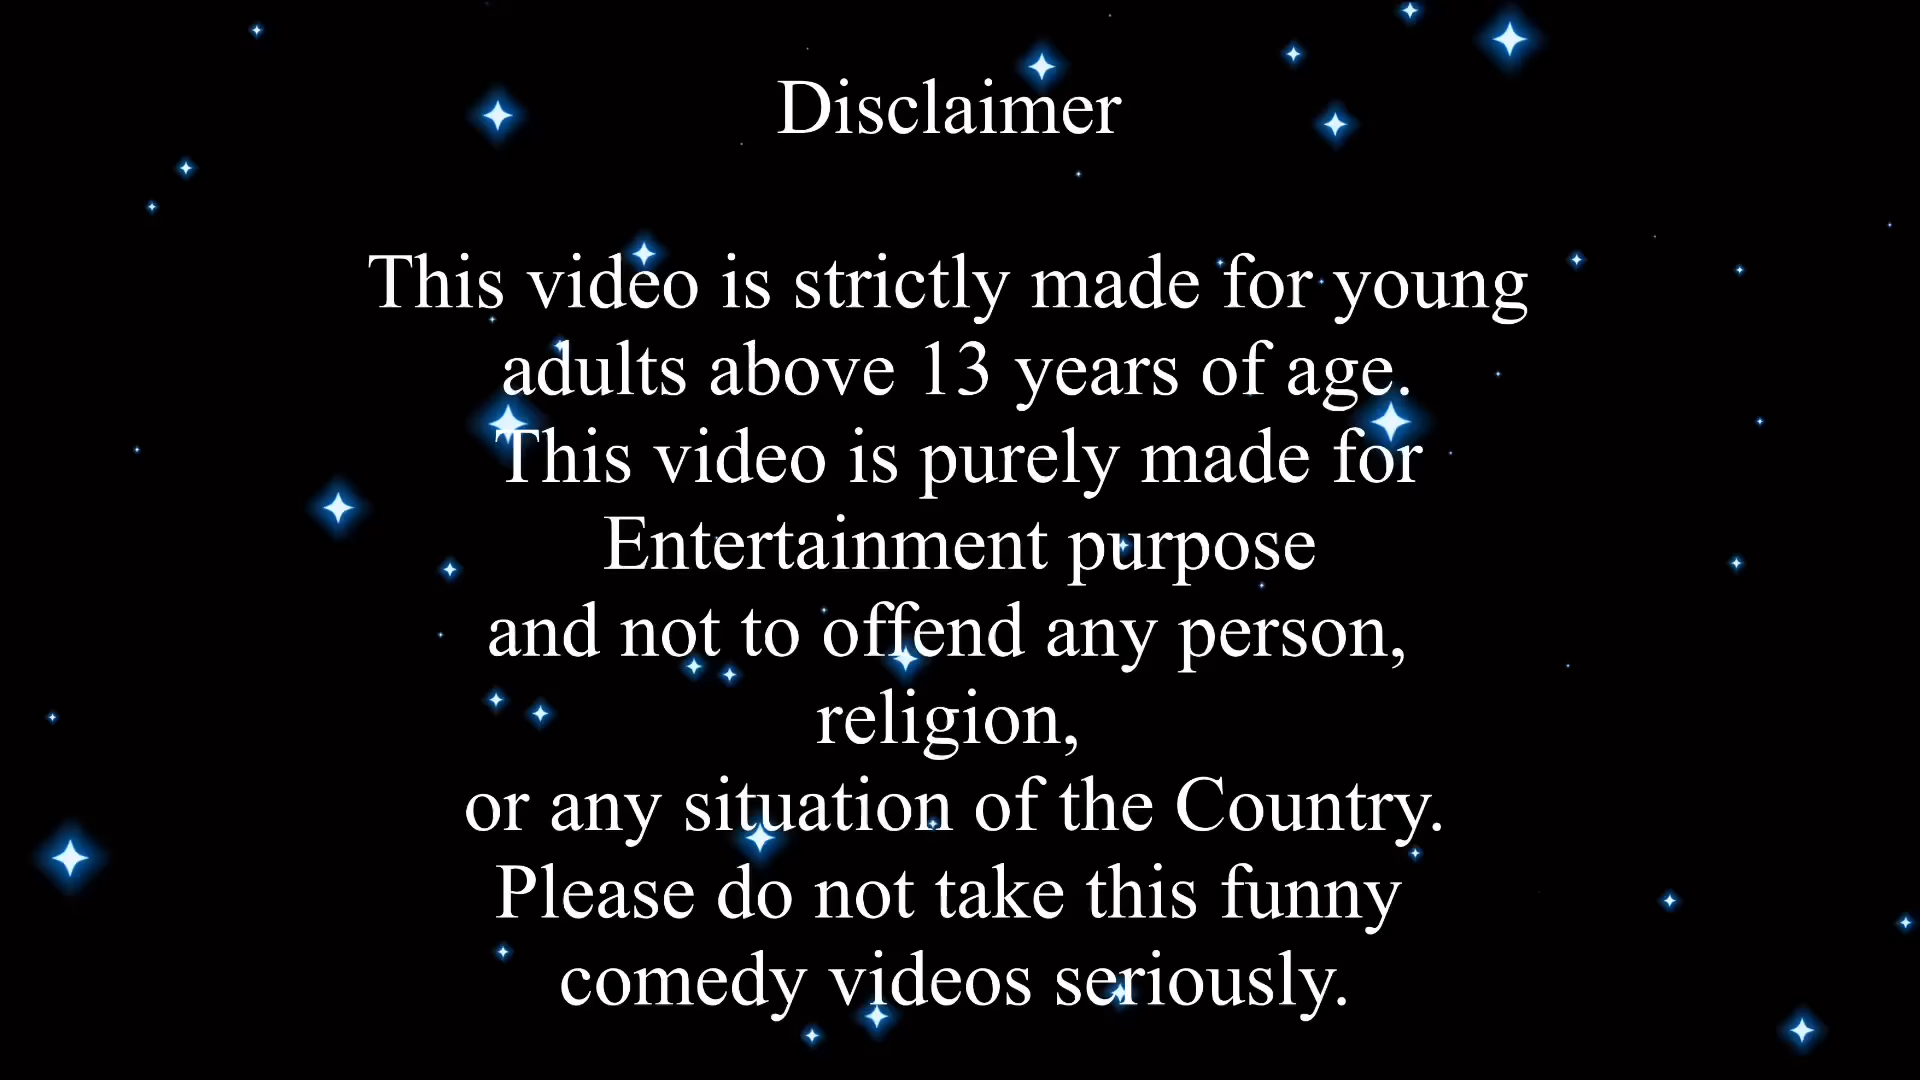 Disclaimer
This video is strictly made for young
adults above 13 years of age.
This video is purely made for
Entertainment purpose
and not to offend any person,
religion,
or any situation of the Country.
Please do not take this funny
comedy videos seriously.